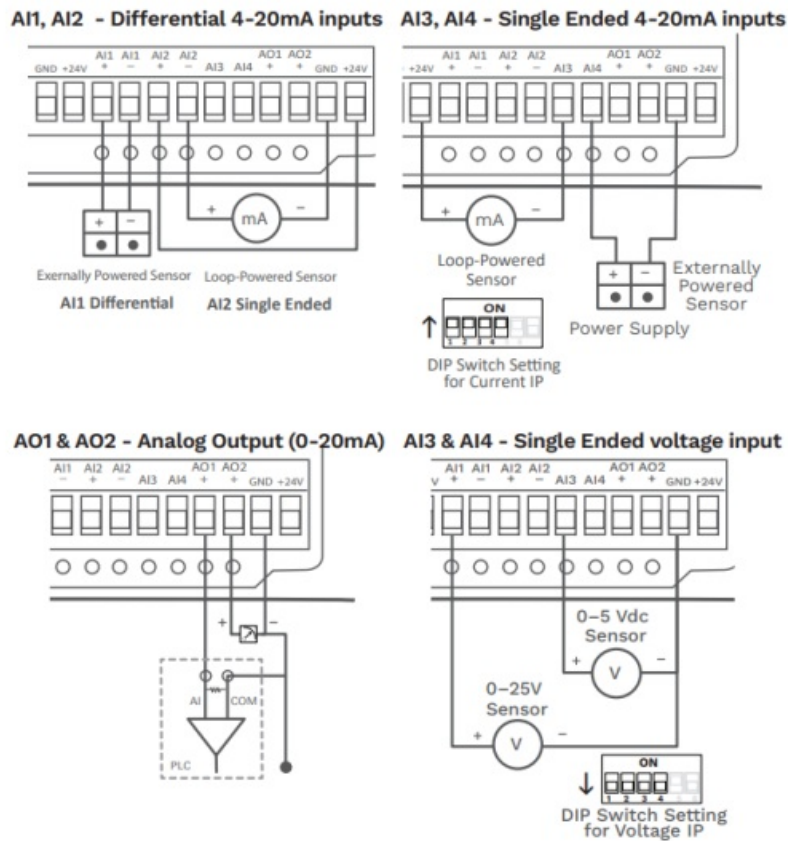 AI1, AI2 - Differential 4-20mA inputs
AI1 AI1 AI2 AI2 AO1 AO2
GND +24V + − + − AI3 AI4 + + GND +24V
+ −
mA
+ −
Exernally Powered Sensor Loop-Powered Sensor
AI1 Differential AI2 Single Ended
AI3, AI4 - Single Ended 4-20mA inputs
AI1 AI1 AI2 AI2 AO1 AO2
+24V + − + − AI3 AI4 + + GND +24V
+ −
mA
Loop-Powered
Sensor
+ −
Externally
Powered
Sensor
Power Supply
ON
1 2 3 4
DIP Switch Setting
for Current IP
AO1 & AO2 - Analog Output (0-20mA)
AI1 AI2 AI2 AO1 AO2
− + − AI3 AI4 + + GND +24V
+ −
AI COM
PLC
AI3 & AI4 - Single Ended voltage input
AI1 AI1 AI2 AI2 AO1 AO2
V + − + − AI3 AI4 + + GND +24V
0–5 Vdc
Sensor
+ −
V
0–25V
Sensor
+ −
V
ON
1 2 3 4
DIP Switch Setting
for Voltage IP